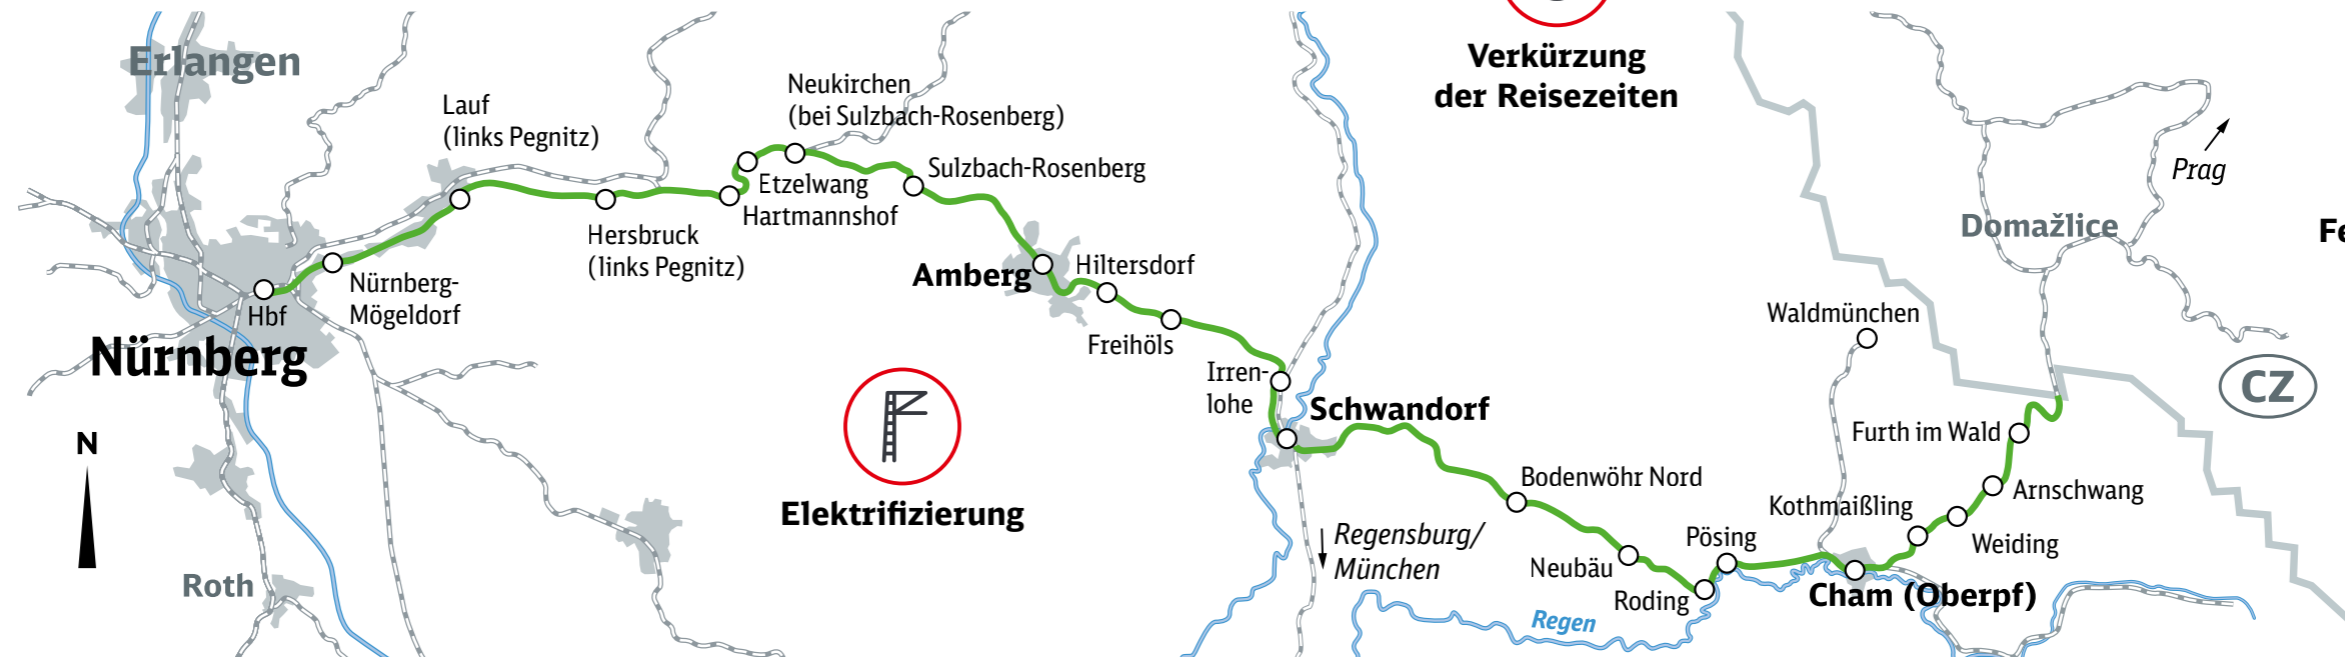 Erlangen
Verkürzung
der Reisezeiten
Neukirchen
(bei Sulzbach-Rosenberg)
Lauf
(links Pegnitz)
Sulzbach-Rosenberg
Etzelwang
Hartmannshof
Prag
Domažlice
Hersbruck
(links Pegnitz)
Amberg
Hiltersdorf
Nürnberg-
Mögeldorf
Hbf
Waldmünchen
Freihöls
Nürnberg
Irren-
lohe
CZ
Schwandorf
Furth im Wald
N
Bodenwöhr Nord
Arnschwang
Kothmaißling
Elektrifizierung
Regensburg/
München
Pösing
Weiding
Neubäu
Roth
Roding
Cham (Oberpf)
Regen